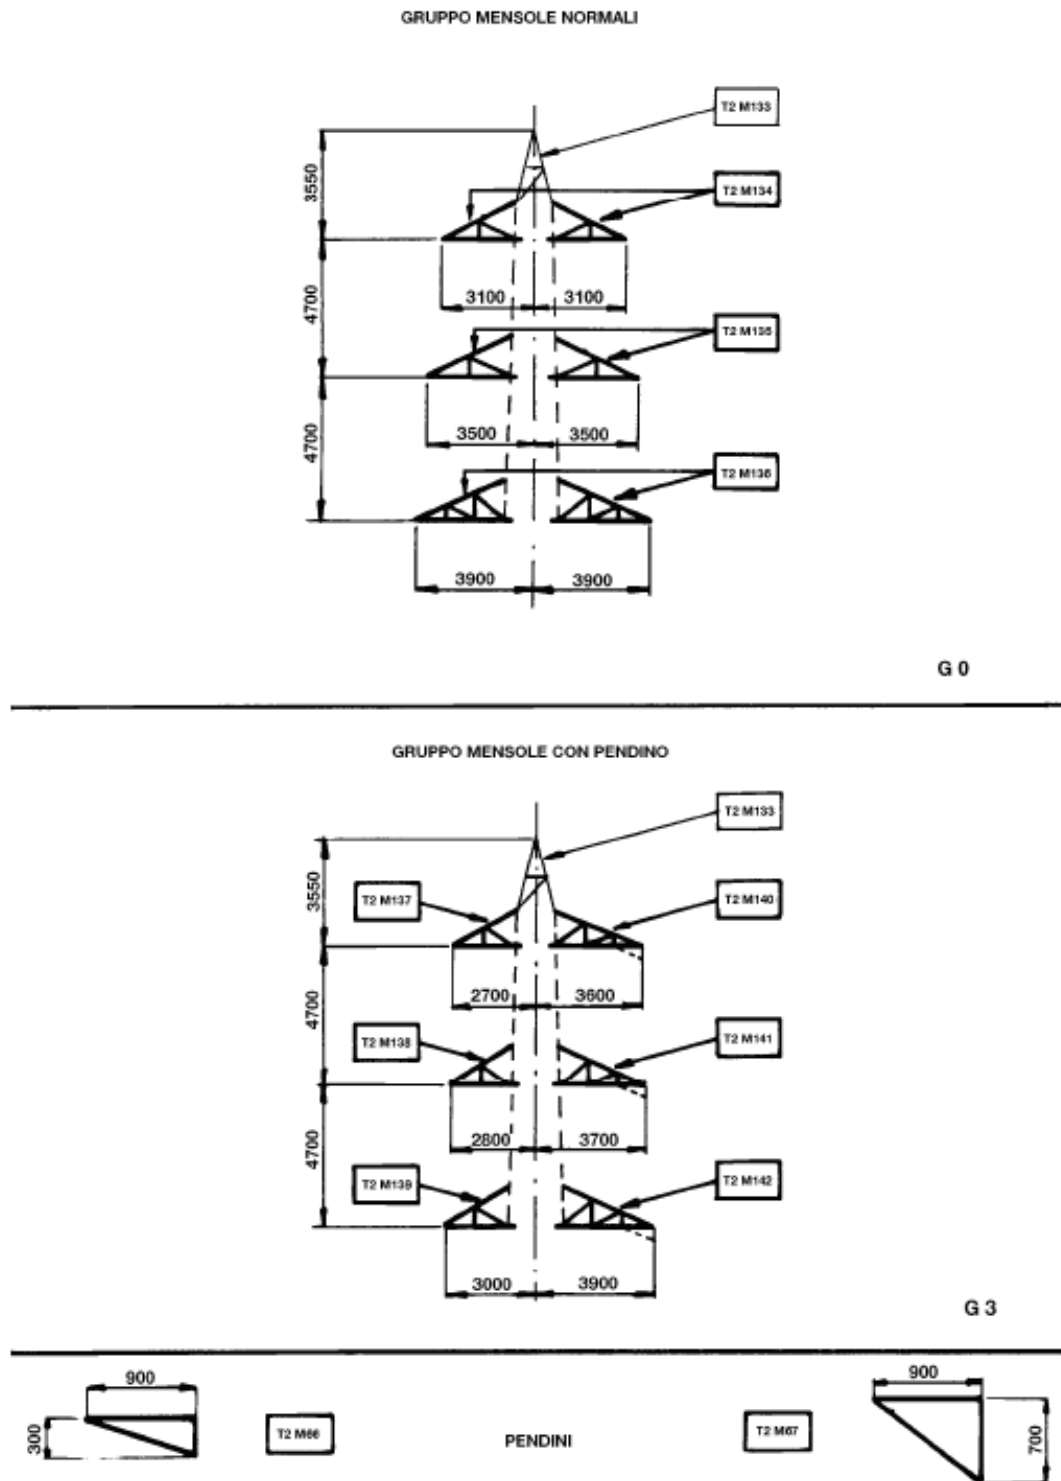 GRUPPO MENSOLE NORMALI
T2 M133
3550
T2 M134
3100 3100
4700
T2 M135
3500 3500
4700
T2 M136
3900 3900
G 0
GRUPPO MENSOLE CON PENDINO
T2 M133
3550
T2 M137
T2 M140
2700 3600
4700
T2 M138
T2 M141
2800 3700
4700
T2 M139
T2 M142
3000 3900
G 3
900
300
T2 M66
PENDINI
T2 M67
900
700